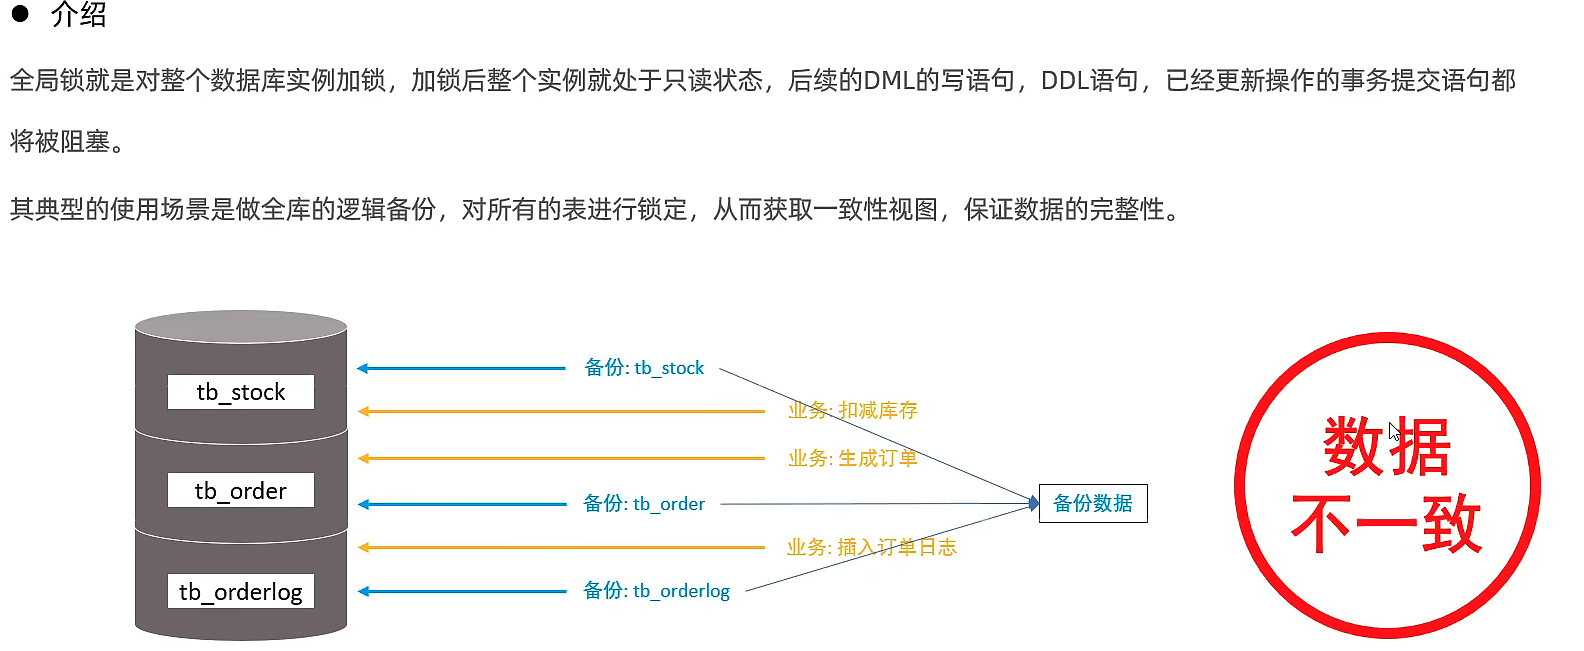 ● 介绍
全局锁就是对整个数据库实例加锁，加锁后整个实例就处于只读状态，后续的DML的写语句，DDL语句，已经更新操作的事务提交语句都
将被阻塞。
其典型的使用场景是做全库的逻辑备份，对所有的表进行锁定，从而获取一致性视图，保证数据的完整性。
备份: tb_stock
tb_stock
业务: 扣减库存
业务: 生成订单
tb_order
备份: tb_order
备份数据
业务: 插入订单日志
tb_orderlog
备份: tb_orderlog
数据
不一致